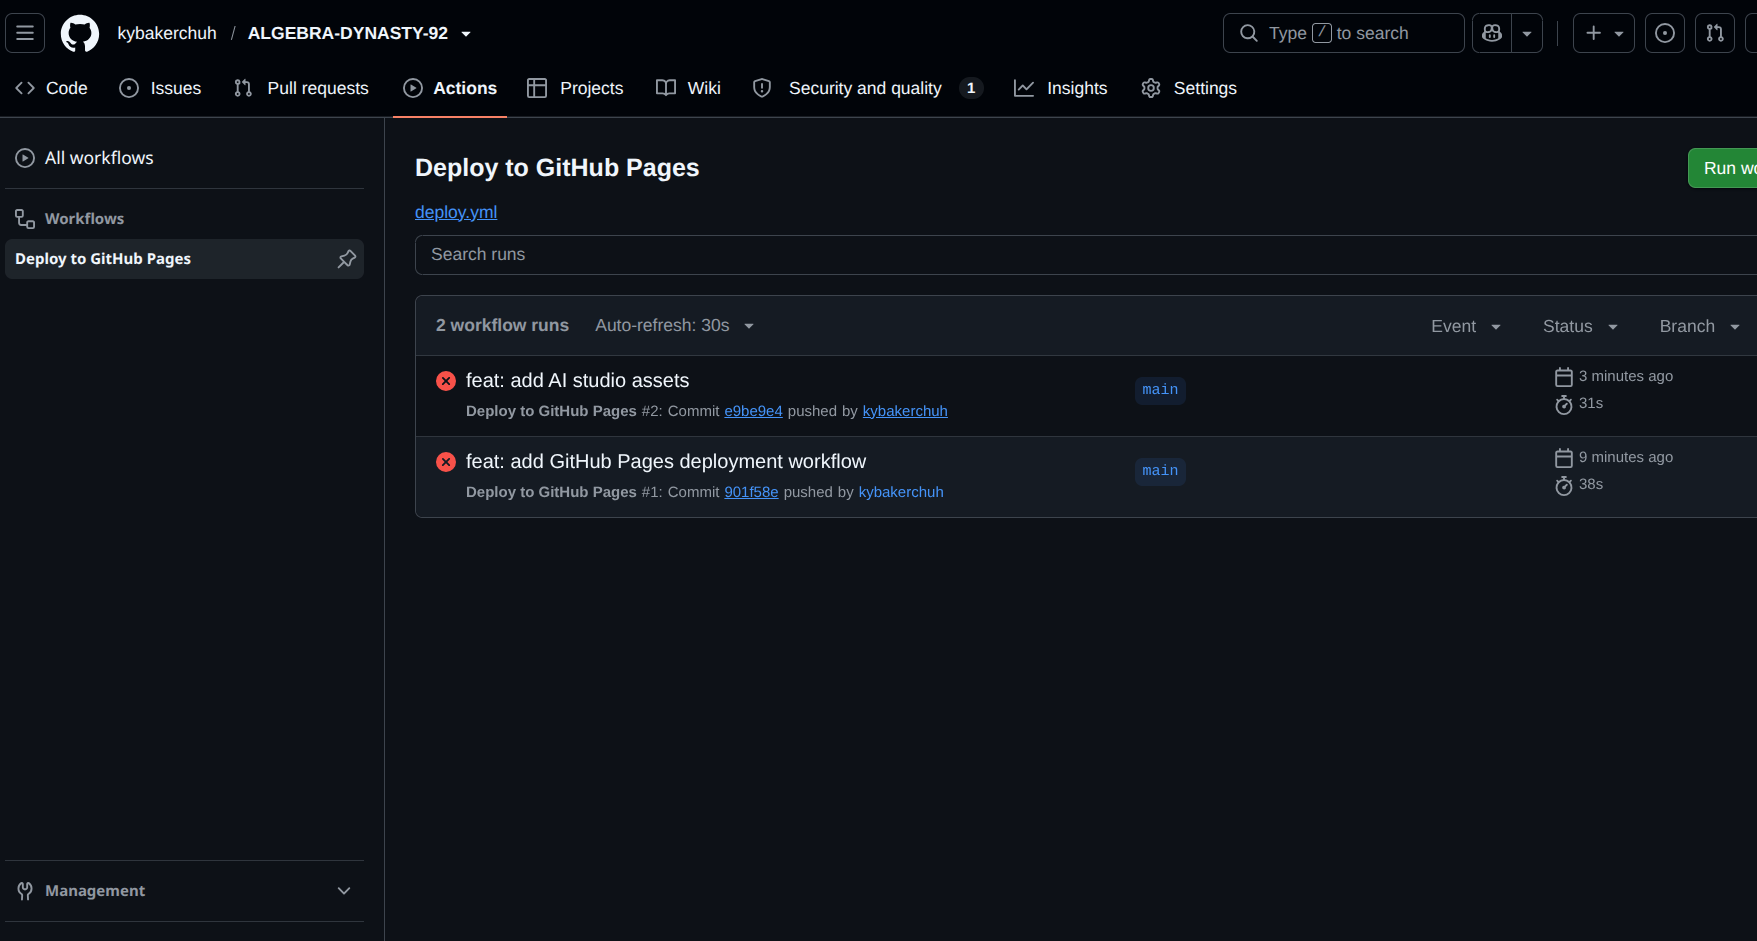 kybakerchuh / ALGEBRA-DYNASTY-92
Type / to search
Code Issues Pull requests Actions Projects Wiki Security and quality 1 Insights Settings
All workflows
Workflows
Deploy to GitHub Pages
Management
Deploy to GitHub Pages
Run
deploy.yml
Search runs
2 workflow runs Auto-refresh: 30s Event Status Branch
feat: add AI studio assets
Deploy to GitHub Pages #2: Commit e9be9e4 pushed by kybakerchuh
main
3 minutes ago
31s
feat: add GitHub Pages deployment workflow
Deploy to GitHub Pages #1: Commit 901f58e pushed by kybakerchuh
main
9 minutes ago
38s